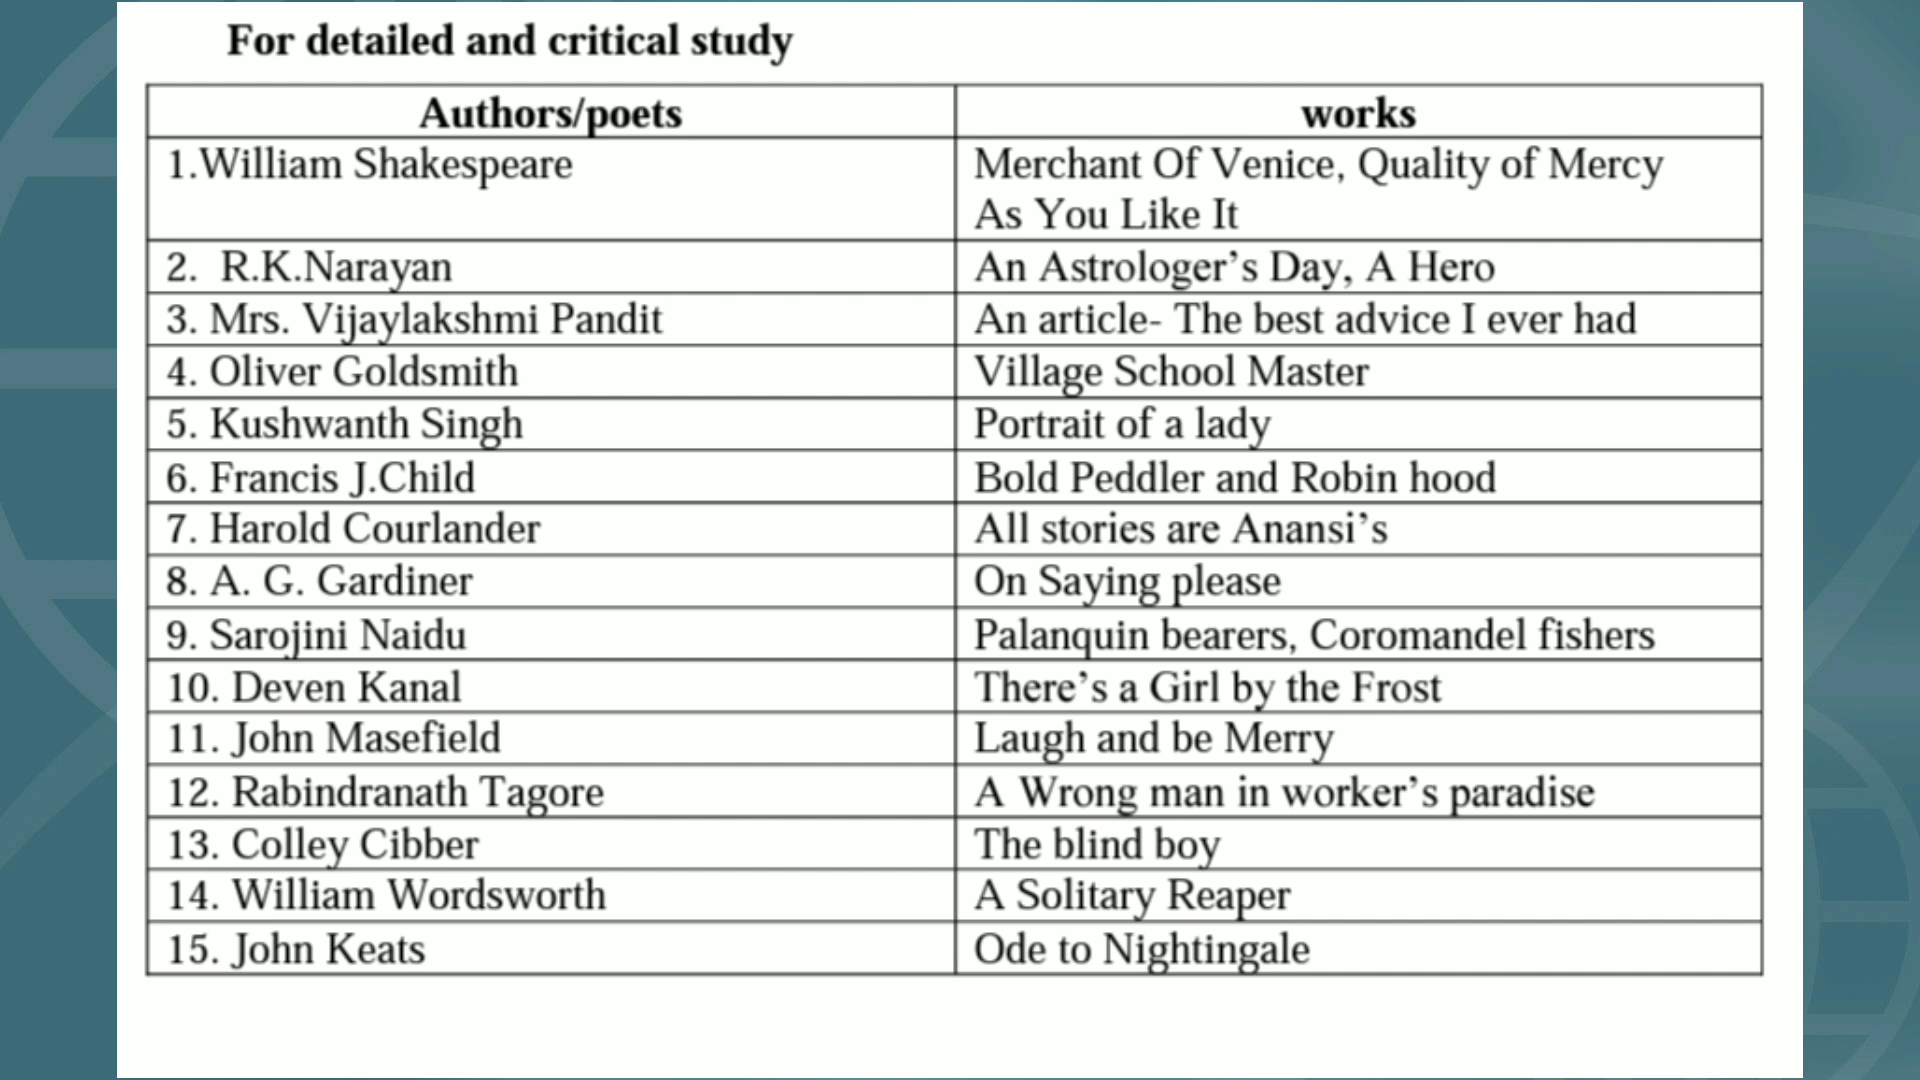 For detailed and critical study
Authors/poets works
1.William Shakespeare Merchant Of Venice, Quality of Mercy
As You Like It
2. R.K.Narayan An Astrologer’s Day, A Hero
3. Mrs. Vijaylakshmi Pandit An article- The best advice I ever had
4. Oliver Goldsmith Village School Master
5. Kushwanth Singh Portrait of a lady
6. Francis J.Child Bold Peddler and Robin hood
7. Harold Courlander All stories are Anansi’s
8. A. G. Gardiner On Saying please
9. Sarojini Naidu Palanquin bearers, Coromandel fishers
10. Deven Kanal There’s a Girl by the Frost
11. John Masefield Laugh and be Merry
12. Rabindranath Tagore A Wrong man in worker’s paradise
13. Colley Cibber The blind boy
14. William Wordsworth A Solitary Reaper
15. John Keats Ode to Nightingale